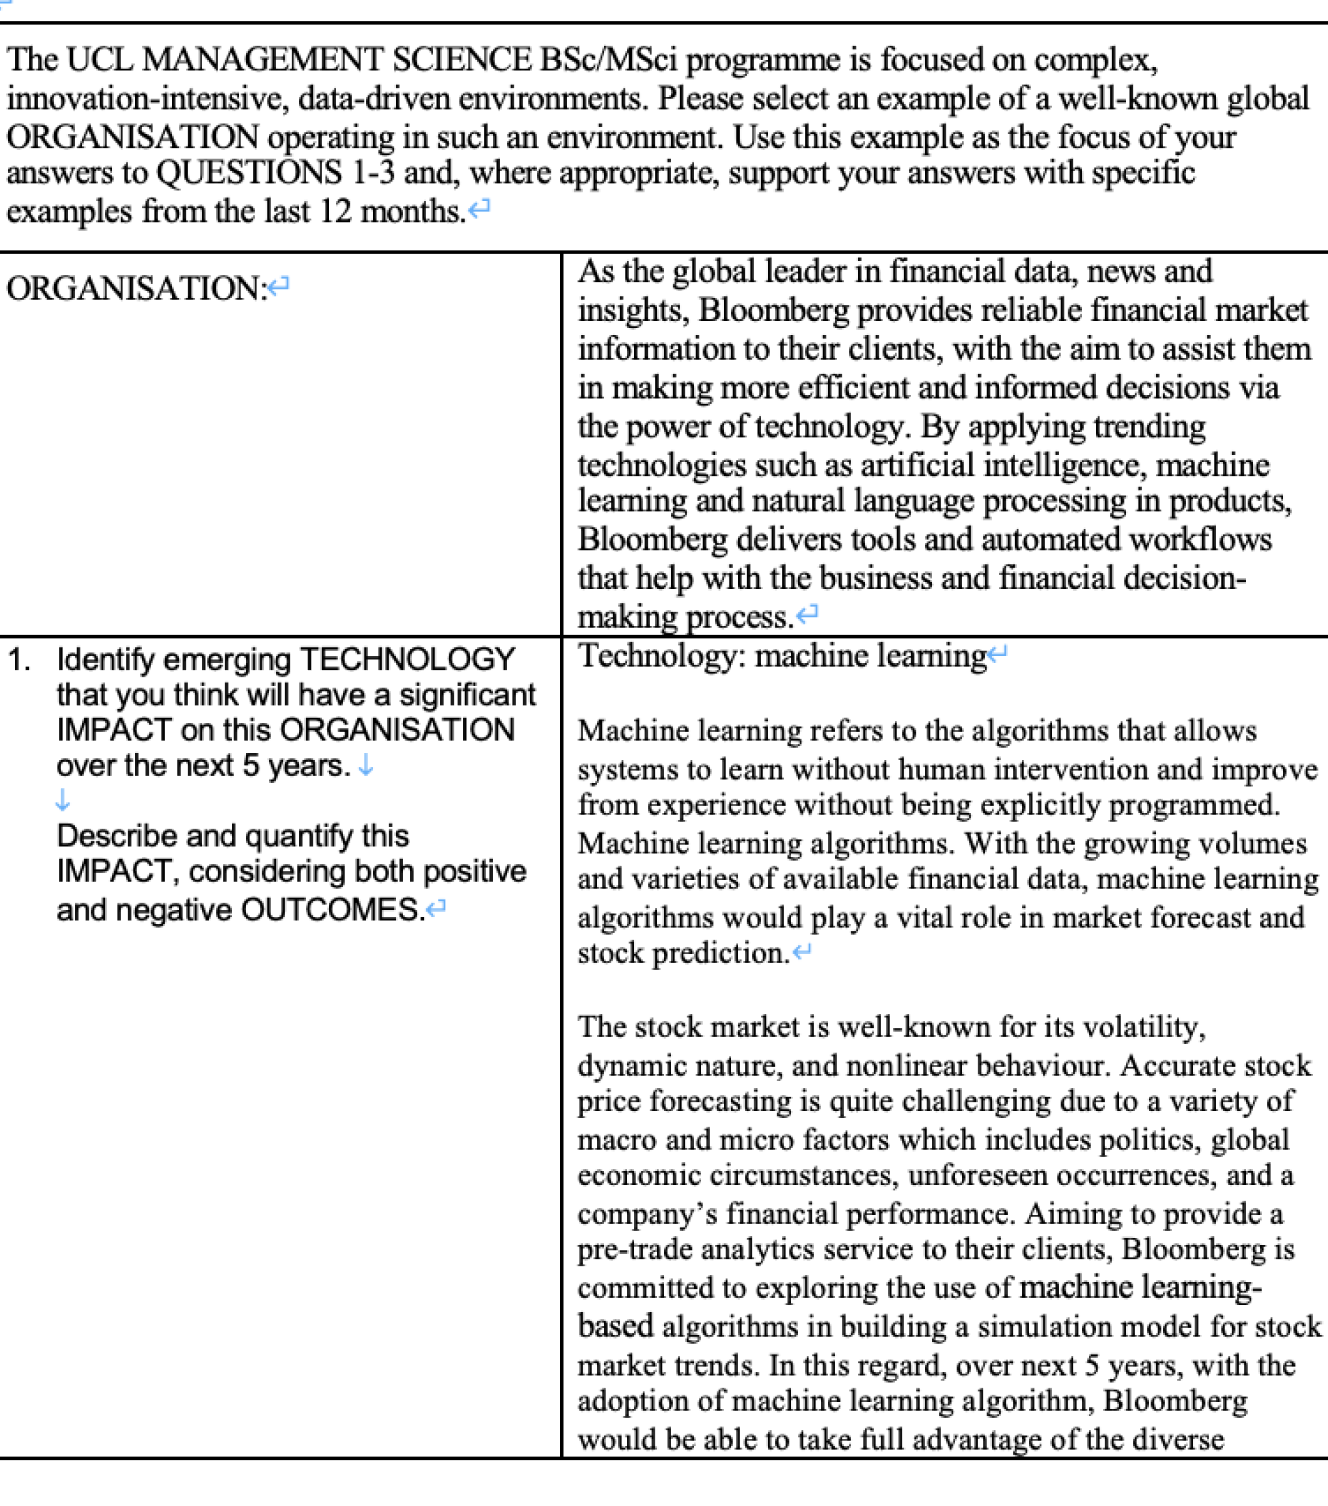 The UCL MANAGEMENT SCIENCE BSc/MSci programme is focused on complex,
innovation-intensive, data-driven environments. Please select an example of a well-known global
ORGANISATION operating in such an environment. Use this example as the focus of your
answers to QUESTIONS 1-3 and, where appropriate, support your answers with specific
examples from the last 12 months.
ORGANISATION:
As the global leader in financial data, news and
insights, Bloomberg provides reliable financial market
information to their clients, with the aim to assist them
in making more efficient and informed decisions via
the power of technology. By applying trending
technologies such as artificial intelligence, machine
learning and natural language processing in products,
Bloomberg delivers tools and automated workflows
that help with the business and financial decision-
making process.
1. Identify emerging TECHNOLOGY
that you think will have a significant
IMPACT on this ORGANISATION
over the next 5 years.
Describe and quantify this
IMPACT, considering both positive
and negative OUTCOMES.
Technology: machine learning
Machine learning refers to the algorithms that allows
systems to learn without human intervention and improve
from experience without being explicitly programmed.
Machine learning algorithms. With the growing volumes
and varieties of available financial data, machine learning
algorithms would play a vital role in market forecast and
stock prediction.
The stock market is well-known for its volatility,
dynamic nature, and nonlinear behaviour. Accurate stock
price forecasting is quite challenging due to a variety of
macro and micro factors which includes politics, global
economic circumstances, unforeseen occurrences, and a
company's financial performance. Aiming to provide a
pre-trade analytics service to their clients, Bloomberg is
committed to exploring the use of machine learning-
based algorithms in building a simulation model for stock
market trends. In this regard, over next 5 years, with the
adoption of machine learning algorithm, Bloomberg
would be able to take full advantage of the diverse